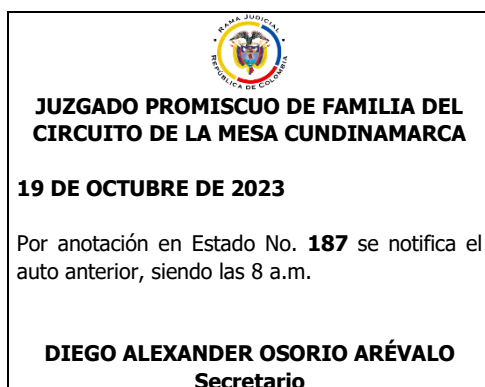 RAMA JUDICIAL
REPÚBLICA DE COLOMBIA
JUZGADO PROMISCUO DE FAMILIA DEL
CIRCUITO DE LA MESA CUNDINAMARCA
19 DE OCTUBRE DE 2023
Por anotación en Estado No. 187 se notifica el
auto anterior, siendo las 8 a.m.
DIEGO ALEXANDER OSORIO ARÉVALO
Secretario